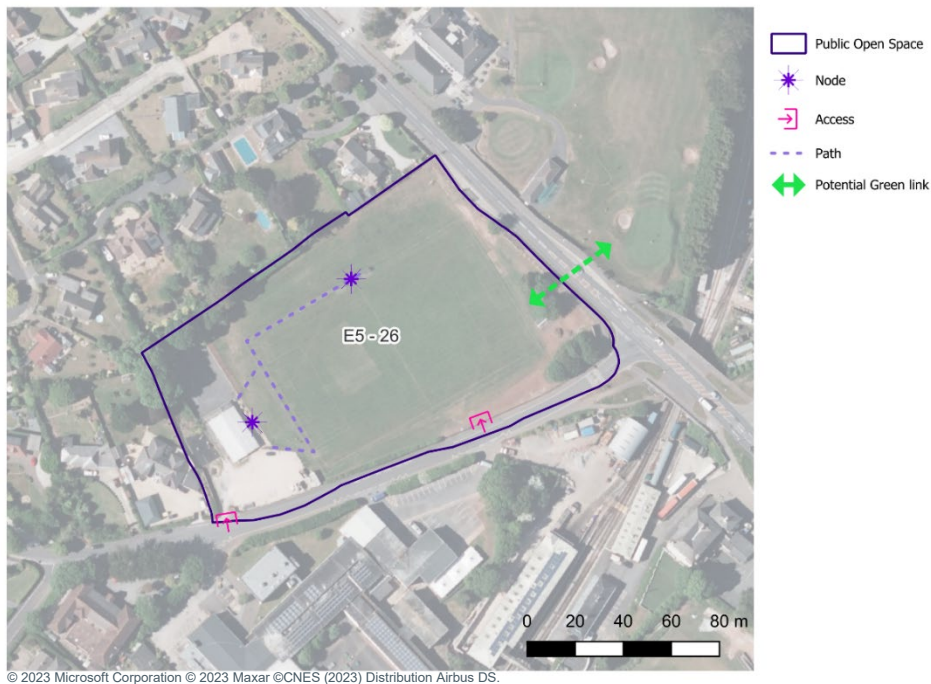 Public Open Space
Node
Access
Path
Potential Green link
E5 - 26
0 20 40 60 80 m
© 2023 Microsoft Corporation © 2023 Maxar ©CNES (2023) Distribution Airbus DS.